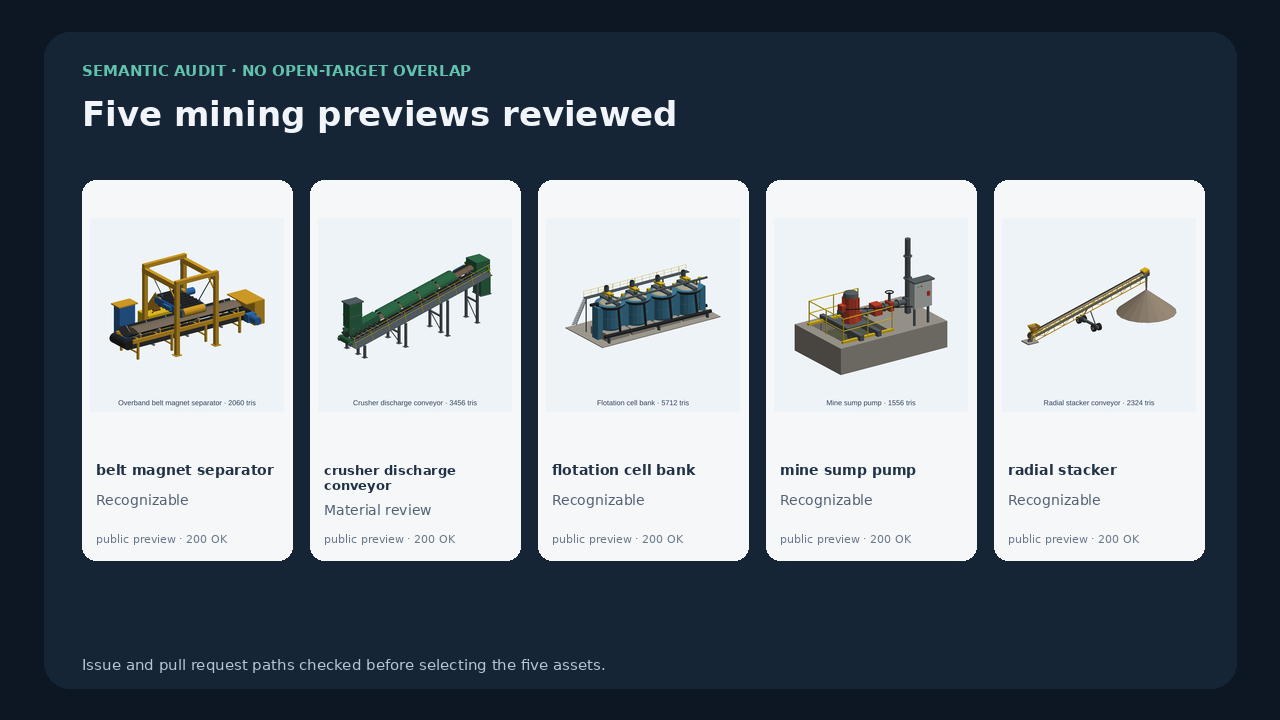 SEMANTIC AUDIT · NO OPEN-TARGET OVERLAP
Five mining previews reviewed
Overband belt magnet separator · 2060 tris
belt magnet separator
Recognizable
public preview · 200 OK
Crusher discharge conveyor · 3456 tris
crusher discharge
conveyor
Material review
public preview · 200 OK
Flotation cell bank · 5712 tris
flotation cell bank
Recognizable
public preview · 200 OK
Mine sump pump · 1556 tris
mine sump pump
Recognizable
public preview · 200 OK
Radial stacker conveyor · 2324 tris
radial stacker
Recognizable
public preview · 200 OK
Issue and pull request paths checked before selecting the five assets.